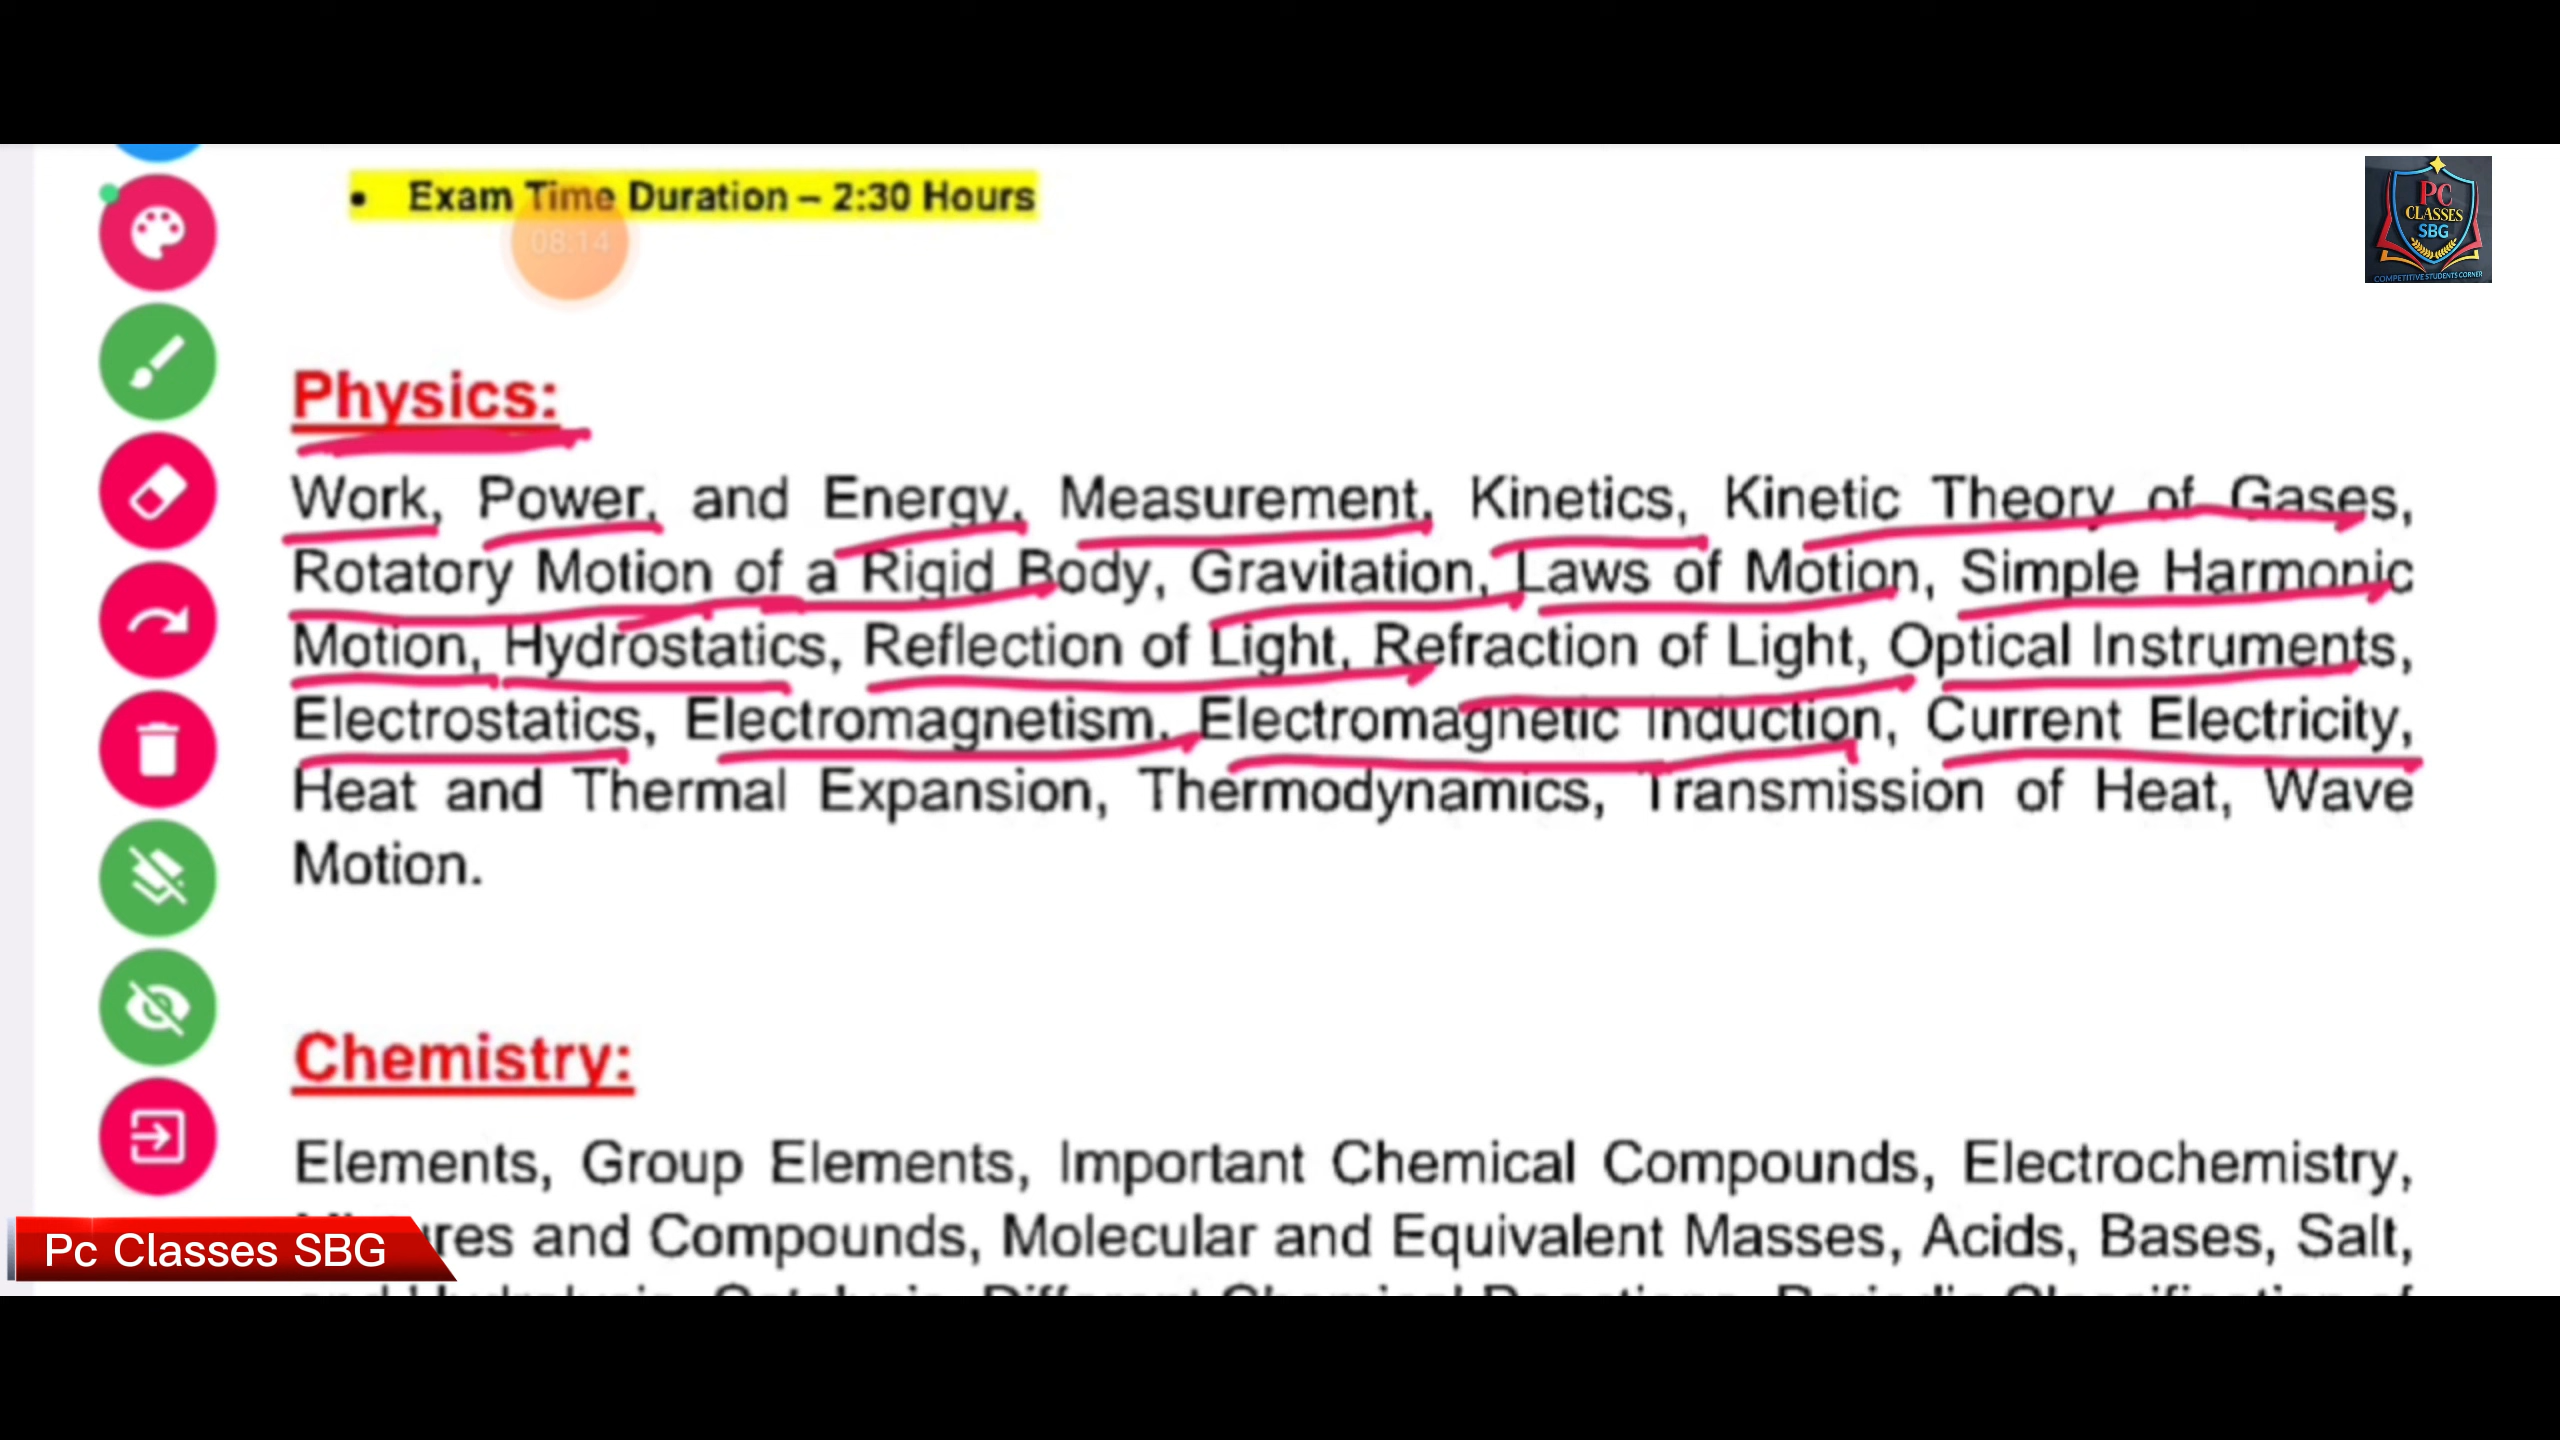 • Exam Time Duration – 2:30 Hours
08:14
PC
CLASSES
SBG
COMPETITIVE STUDENTS CORNER
Physics:
Work, Power, and Energy, Measurement, Kinetics, Kinetic Theory of Gases,
Rotatory Motion of a Rigid Body, Gravitation, Laws of Motion, Simple Harmonic
Motion, Hydrostatics, Reflection of Light, Refraction of Light, Optical Instruments,
Electrostatics, Electromagnetism, Electromagnetic Induction, Current Electricity,
Heat and Thermal Expansion, Thermodynamics, Transmission of Heat, Wave
Motion.
Chemistry:
Elements, Group Elements, Important Chemical Compounds, Electrochemistry,
and Compounds, Molecular and Equivalent Masses, Acids, Bases, Salt,
Pc Classes SBG